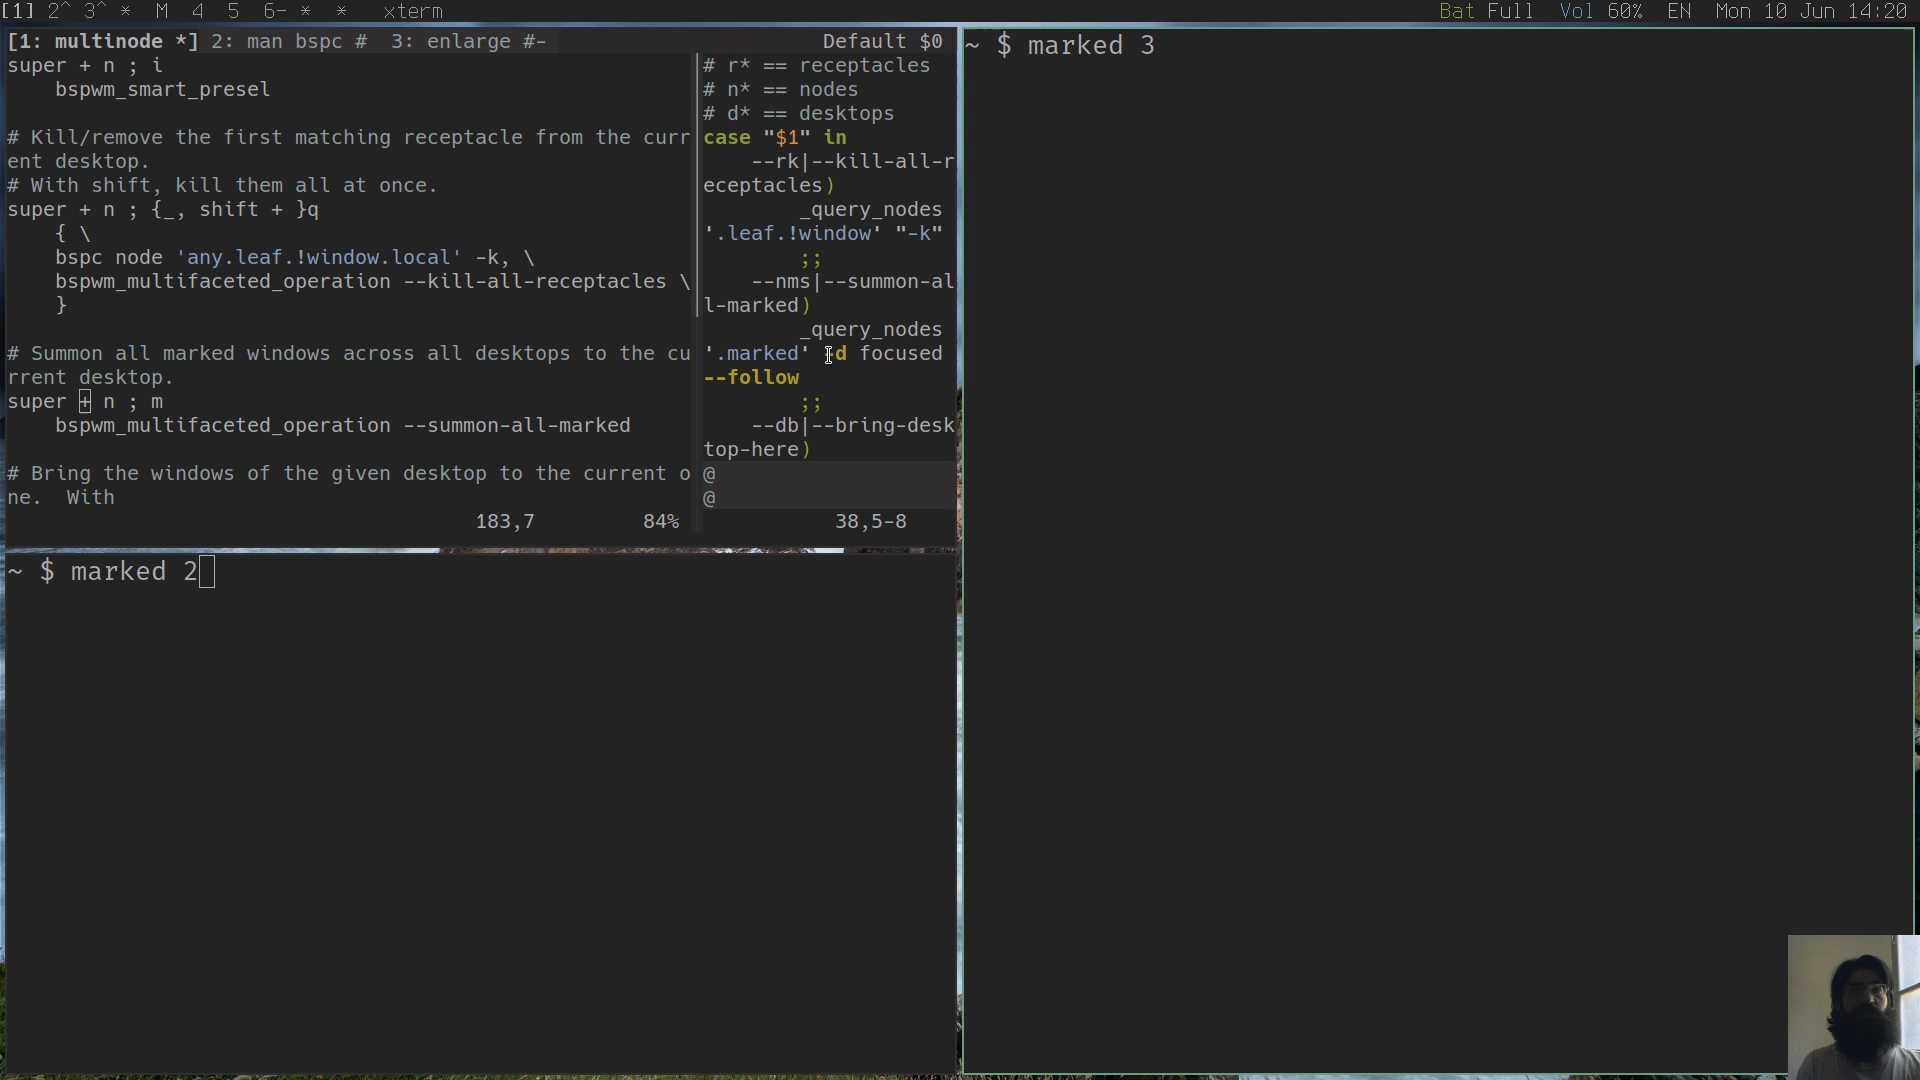 [1] 2^ 3^ * M 4 5 6- * * xterm
Bat Full Vol 60% EN Mon 10 Jun 14:20
[1: multinode *] 2: man bspc # 3: enlarge #- Default $0
super + n ; i
    bspwm_smart_presel
# Kill/remove the first matching receptacle from the curr
ent desktop.
# With shift, kill them all at once.
super + n ; {_, shift + }q
    { \
    bspc node 'any.leaf.!window.local' -k, \
    bspwm_multifaceted_operation --kill-all-receptacles \
    }
# Summon all marked windows across all desktops to the cu
rrent desktop.
super + n ; m
    bspwm_multifaceted_operation --summon-all-marked
# Bring the windows of the given desktop to the current o
ne.  With
183,7 84%
# r* == receptacles
# n* == nodes
# d* == desktops
case "$1" in
    --rk|--kill-all-r
eceptacles)
        _query_nodes
'.leaf.!window' "-k"
        ;;
    --nms|--summon-al
l-marked)
        _query_nodes
'.marked' -d focused
--follow
        ;;
    --db|--bring-desk
top-here)
@
@
38,5-8
~ $ marked 2
~ $ marked 3